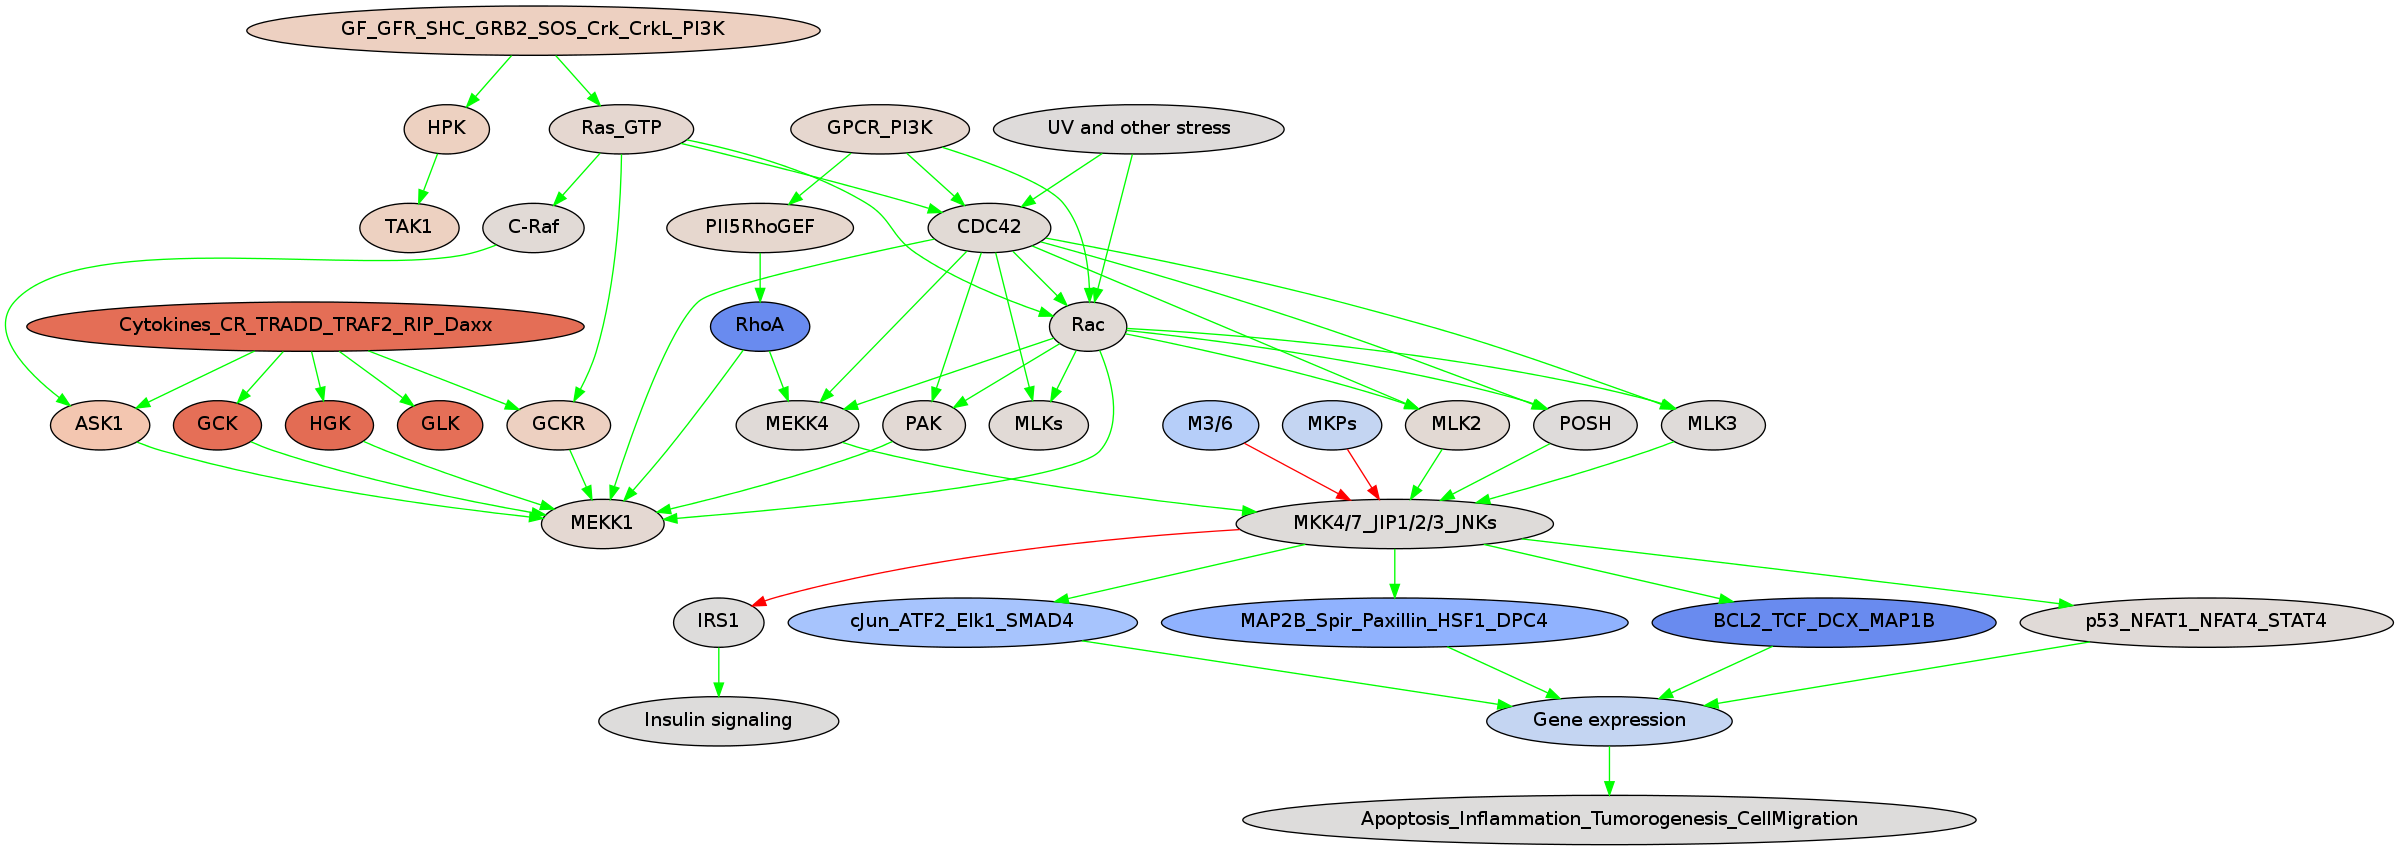 GF_GFR_SHC_GRB2_SOS_Crk_CrkL_PI3K
HPK
Ras_GTP
GPCR_PI3K
UV and other stress
TAK1
C-Raf
PII5RhoGEF
CDC42
Cytokines_CR_TRADD_TRAF2_RIP_Daxx
RhoA
Rac
ASK1
GCK
HGK
GLK
GCKR
MEKK4
PAK
MLKs
M3/6
MKPs
MLK2
POSH
MLK3
MEKK1
MKK4/7_JIP1/2/3_JNKs
IRS1
cJun_ATF2_Elk1_SMAD4
MAP2B_Spir_Paxillin_HSF1_DPC4
BCL2_TCF_DCX_MAP1B
p53_NFAT1_NFAT4_STAT4
Insulin signaling
Gene expression
Apoptosis_Inflammation_Tumorogenesis_CellMigration